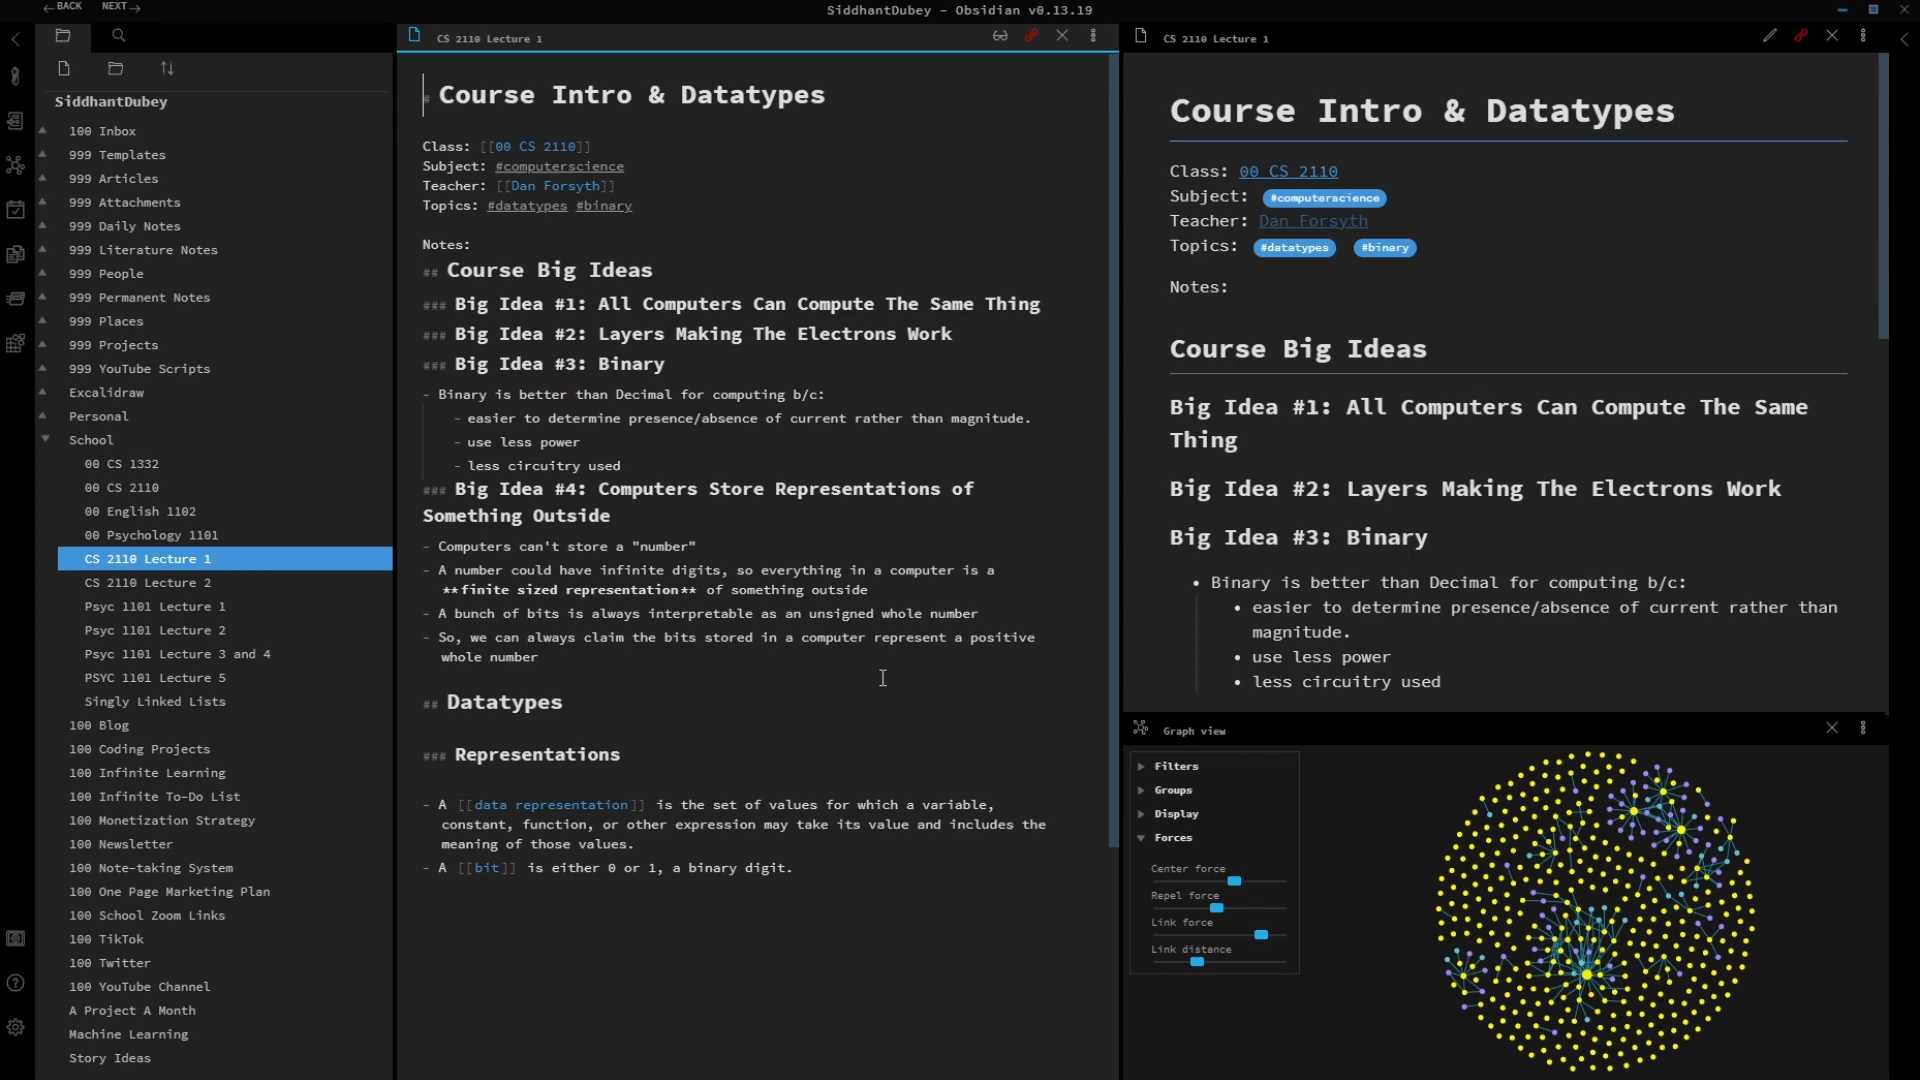 BACK
NEXT
SiddhantDubey - Obsidian v0.13.19
SiddhantDubey
100 Inbox
999 Templates
999 Articles
999 Attachments
999 Daily Notes
999 Literature Notes
999 People
999 Permanent Notes
999 Places
999 Projects
999 YouTube Scripts
Excalidraw
Personal
School
00 CS 1332
00 CS 2110
00 English 1102
00 Psychology 1101
CS 2110 Lecture 1
CS 2110 Lecture 2
Psyc 1101 Lecture 1
Psyc 1101 Lecture 2
Psyc 1101 Lecture 3 and 4
PSYC 1101 Lecture 5
Singly Linked Lists
100 Blog
100 Coding Projects
100 Infinite Learning
100 Infinite To-Do List
100 Monetization Strategy
100 Newsletter
100 Note-taking System
100 One Page Marketing Plan
100 School Zoom Links
100 TikTok
100 Twitter
100 YouTube Channel
A Project A Month
Machine Learning
Story Ideas
CS 2110 Lecture 1
# Course Intro & Datatypes
Class: [[00 CS 2110]]
Subject: #computerscience
Teacher: [[Dan Forsyth]]
Topics: #datatypes #binary
Notes:
## Course Big Ideas
### Big Idea #1: All Computers Can Compute The Same Thing
### Big Idea #2: Layers Making The Electrons Work
### Big Idea #3: Binary
- Binary is better than Decimal for computing b/c:
- easier to determine presence/absence of current rather than magnitude.
- use less power
- less circuitry used
### Big Idea #4: Computers Store Representations of
Something Outside
- Computers can't store a "number"
- A number could have infinite digits, so everything in a computer is a
**finite sized representation** of something outside
- A bunch of bits is always interpretable as an unsigned whole number
- So, we can always claim the bits stored in a computer represent a positive
whole number
## Datatypes
### Representations
- A [[data representation]] is the set of values for which a variable,
constant, function, or other expression may take its value and includes the
meaning of those values.
- A [[bit]] is either 0 or 1, a binary digit.
CS 2110 Lecture 1
Course Intro & Datatypes
Class: 00 CS 2110
Subject: #computerscience
Teacher: Dan Forsyth
Topics: #datatypes #binary
Notes:
Course Big Ideas
Big Idea #1: All Computers Can Compute The Same
Thing
Big Idea #2: Layers Making The Electrons Work
Big Idea #3: Binary
• Binary is better than Decimal for computing b/c:
• easier to determine presence/absence of current rather than
magnitude.
• use less power
• less circuitry used
Graph view
Filters
Groups
Display
Forces
Center force
Repel force
Link force
Link distance